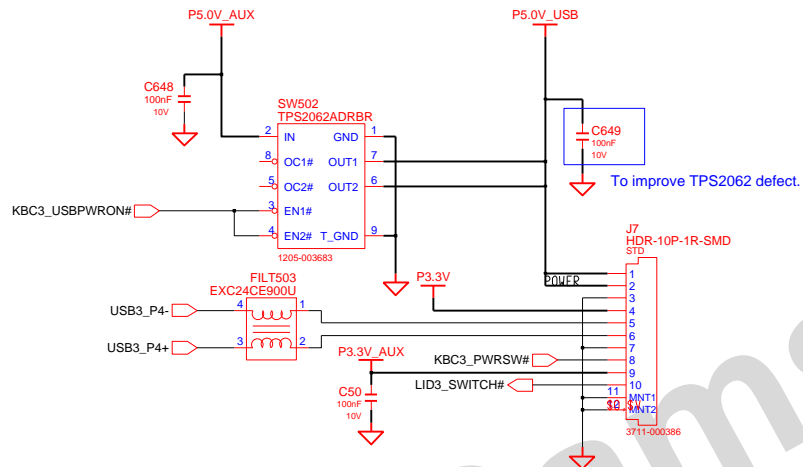 P5.0V_AUX
P5.0V_USB
C648
100nF
10V
SW502
TPS2062ADRBR
2 IN GND 1
8 OC1# OUT1 7
5 OC2# OUT2 6
3 EN1#
4 EN2# T_GND 9
1205-003683
KBC3_USBPWRON#
C649
100nF
10V
To improve TPS2062 defect.
J7
HDR-10P-1R-SMD
STD
FILT503
EXC24CE900U
4 1
3 2
USB3_P4-
USB3_P4+
P3.3V
POWER
P3.3V_AUX
C50
100nF
10V
KBC3_PWRSW#
LID3_SWITCH#
1
2
3
4
5
6
7
8
9
10
11 MNT1
12 MNT2
3711-000386